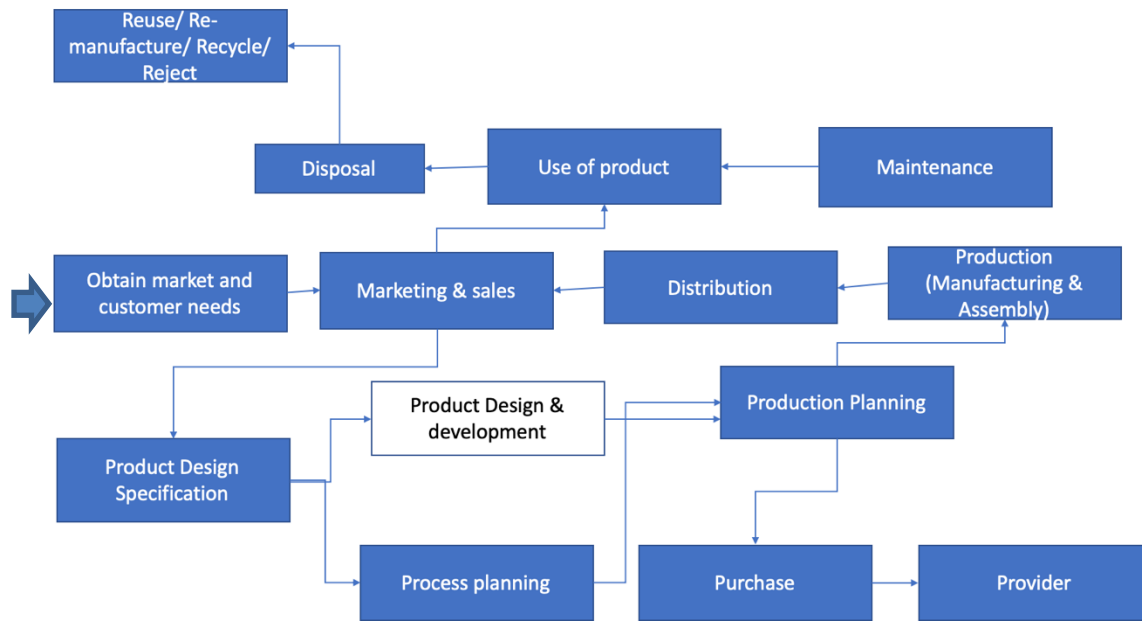 Reuse/ Re-
manufacture/ Recycle/
Reject
Disposal
Use of product
Maintenance
Obtain market and
customer needs
Marketing & sales
Distribution
Production
(Manufacturing &
Assembly)
Product Design &
development
Production Planning
Product Design
Specification
Process planning
Purchase
Provider